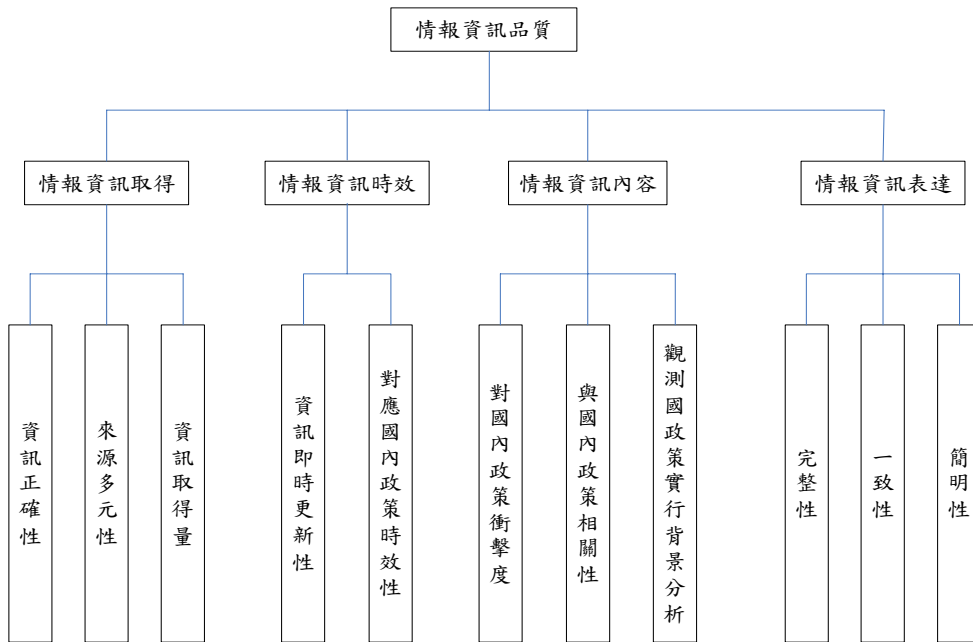 情報資訊品質
情報資訊取得
情報資訊時效
情報資訊內容
情報資訊表達
資訊正確性
來源多元性
資訊取得量
資訊即時更新性
對應國內政策時效性
對國內政策衝擊度
與國內政策相關性
觀測國政策實行背景分析
完整性
一致性
簡明性